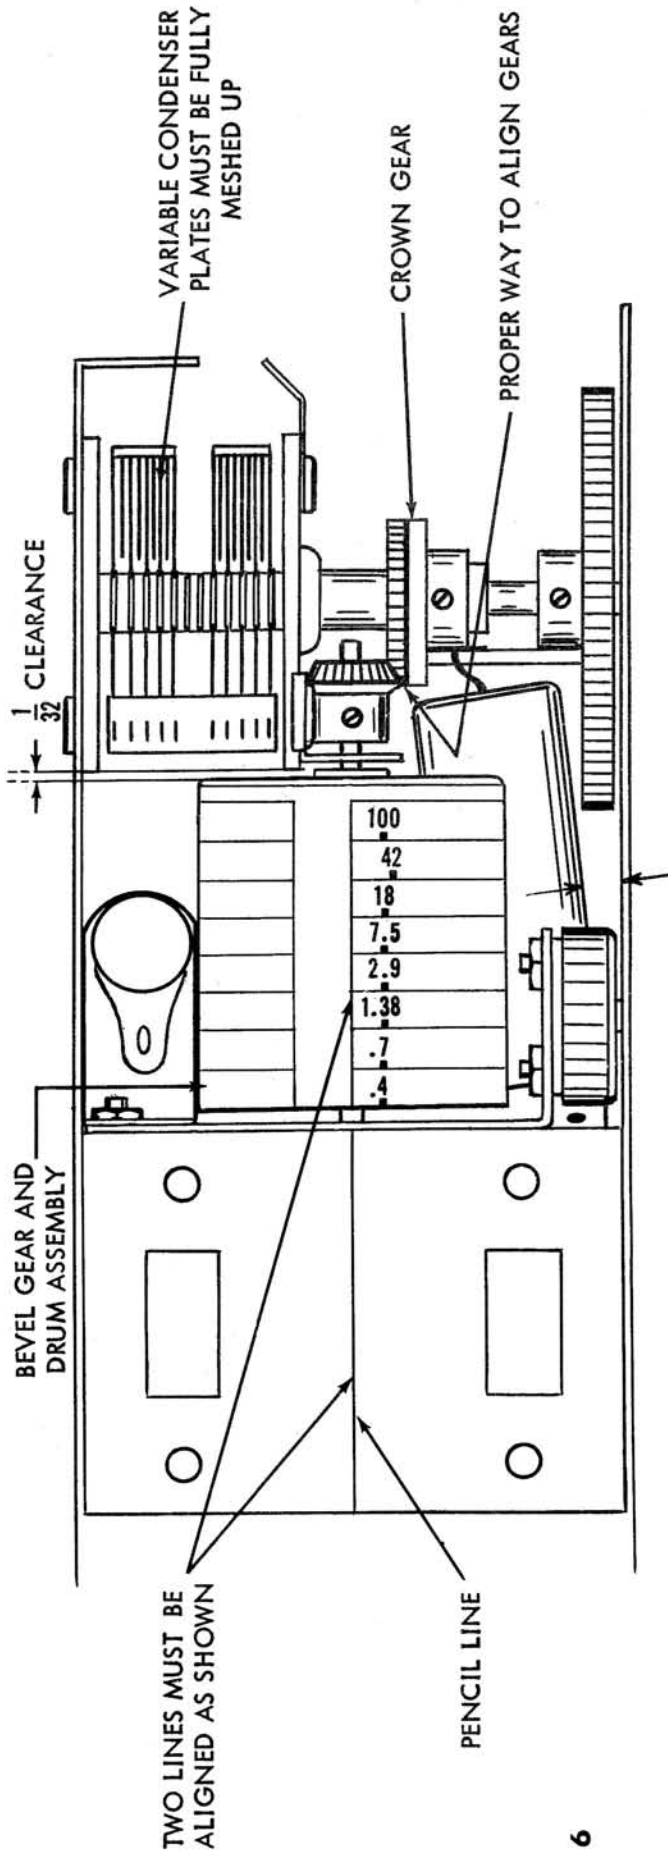 BEVEL GEAR AND
DRUM ASSEMBLY
1/32 CLEARANCE
VARIABLE CONDENSER
PLATES MUST BE FULLY
MESHED UP
CROWN GEAR
PROPER WAY TO ALIGN GEARS
TWO LINES MUST BE
ALIGNED AS SHOWN
PENCIL LINE
100
42
18
7.5
2.9
1.38
.7
.4
6